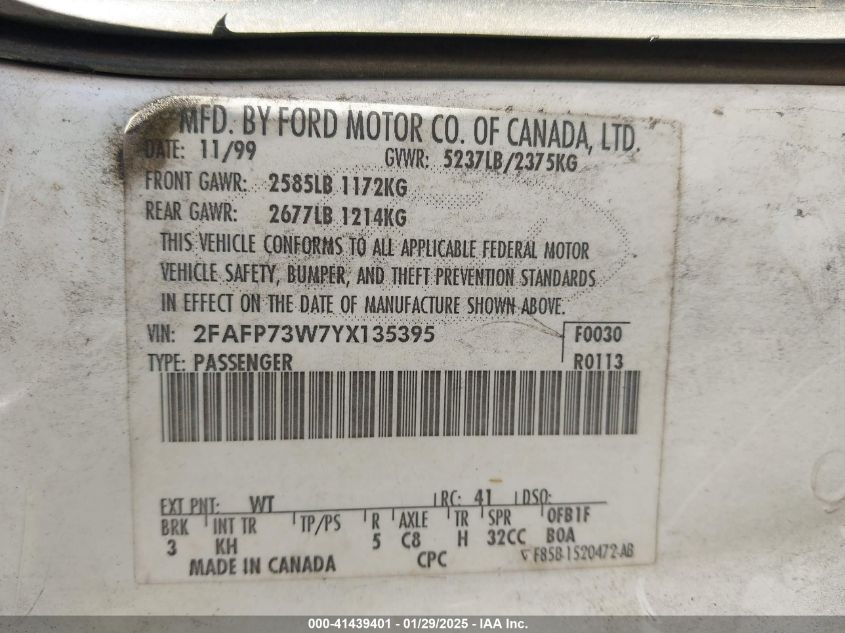 MFD. BY FORD MOTOR CO. OF CANADA, LTD.
DATE: 11/99 GVWR: 5237LB/2375KG
FRONT GAWR: 2585LB 1172KG
REAR GAWR: 2677LB 1214KG
THIS VEHICLE CONFORMS TO ALL APPLICABLE FEDERAL MOTOR
VEHICLE SAFETY, BUMPER, AND THEFT PREVENTION STANDARDS
IN EFFECT ON THE DATE OF MANUFACTURE SHOWN ABOVE.
VIN: 2FAFP73W7YX135395 F0030
TYPE: PASSENGER R0113
EXT PNT: WT RC: 41 DSO:
BRK INT TR TP/PS R AXLE TR SPR OFB1F
3 KH 5 C8 H 32CC BOA
MADE IN CANADA CPC F85B-1520472-AB
000-41439401 - 01/29/2025 - IAA Inc.